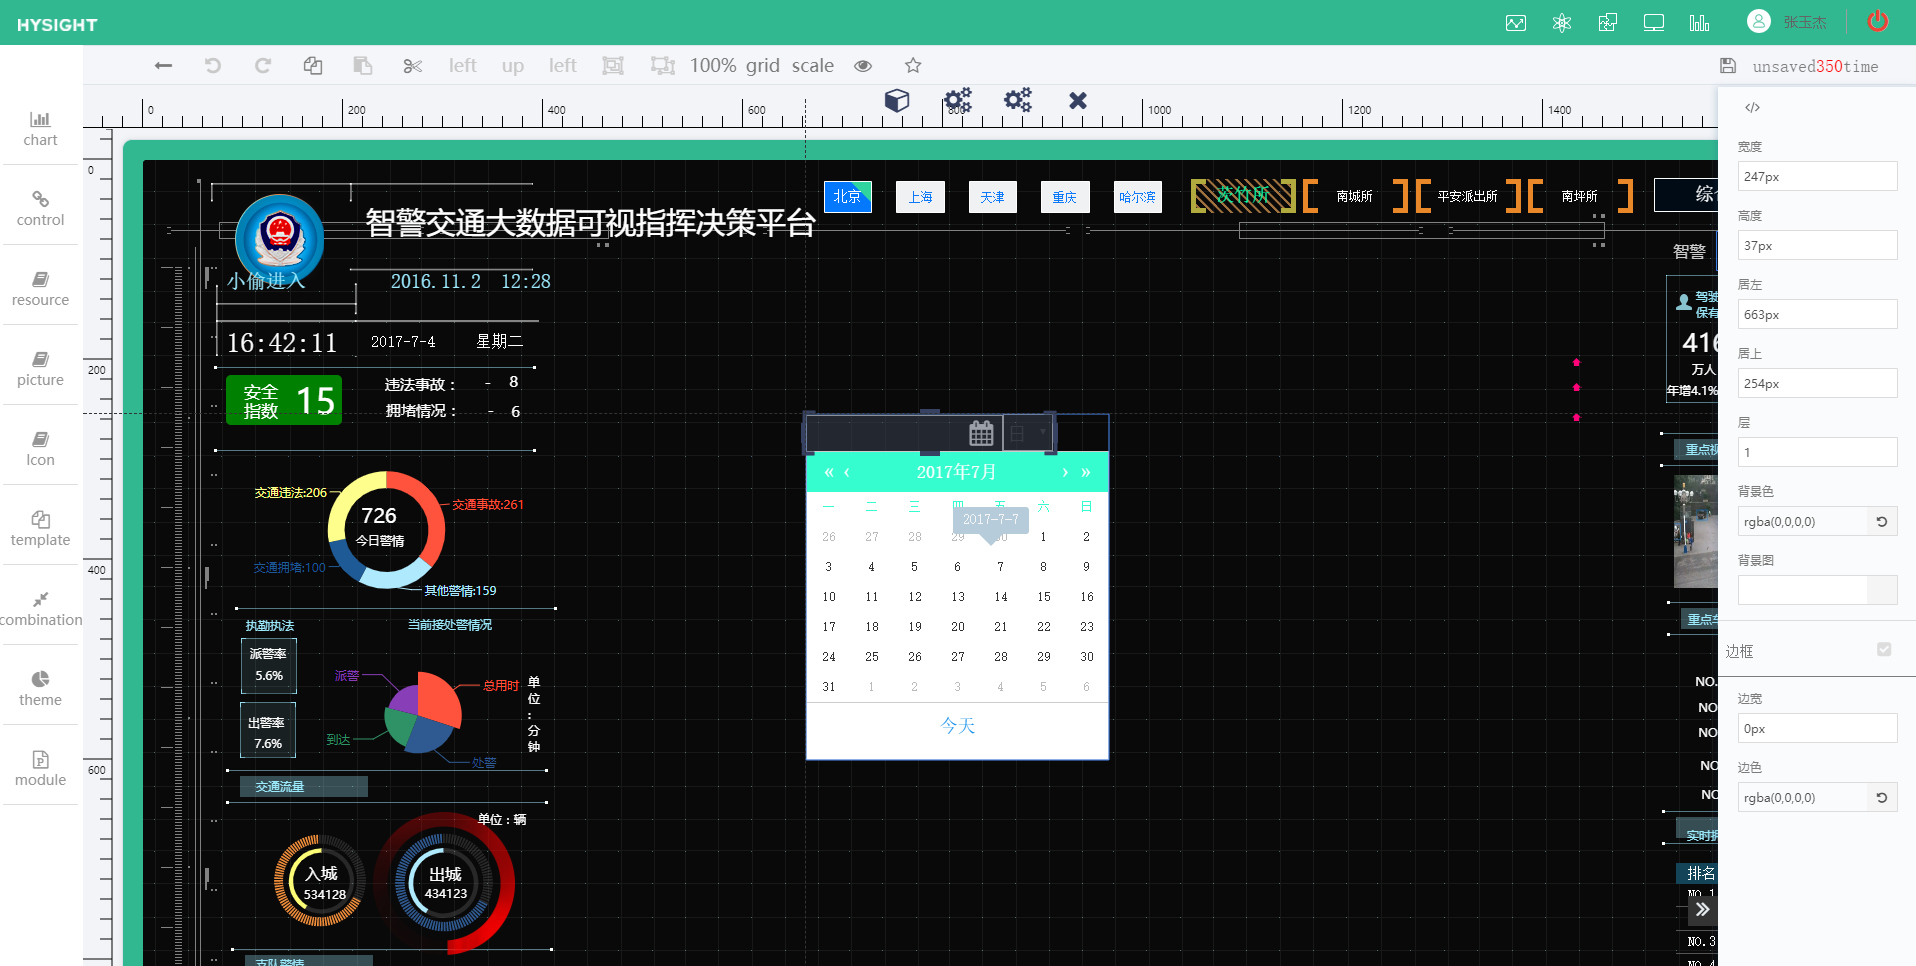 HYSIGHT
张玉杰
left
up
left
100%
grid
scale
unsaved350time
0
200
400
600
800
1000
1200
1400
0
200
400
600
chart
control
resource
picture
Icon
template
combination
theme
module
智警交通大数据可视指挥决策平台
北京
上海
天津
重庆
哈尔滨
茨竹所
南城所
平安派出所
南坪所
综
智警
小偷进入
2016.11.2 12:28
16:42:11
2017-7-4
星期二
安全
指数
15
违法事故：
- 8
拥堵情况：
- 6
交通违法:206
交通事故:261
726
今日警情
交通拥堵:100
其他警情:159
执勤执法
当前接处警情况
派警率
5.6%
出警率
7.6%
派警
总用时
到达
处警
单位:分钟
交通流量
单位：辆
入城
534128
出城
434123
支队警情
日
« ‹ 2017年7月 › »
一 二 三 四 五 六 日
2017-7-7
26 27 28 29 30 1 2
3 4 5 6 7 8 9
10 11 12 13 14 15 16
17 18 19 20 21 22 23
24 25 26 27 28 29 30
31 1 2 3 4 5 6
今天
驾驶
保有
416
万人
年增4.1%
重点视
重点车
NO.
NO
NO
NO
NO
实时拥
排名
NO.1
NO.3
NO.4
</>
宽度
247px
高度
37px
居左
663px
居上
254px
层
1
背景色
rgba(0,0,0,0)
背景图
边框
边宽
0px
边色
rgba(0,0,0,0)